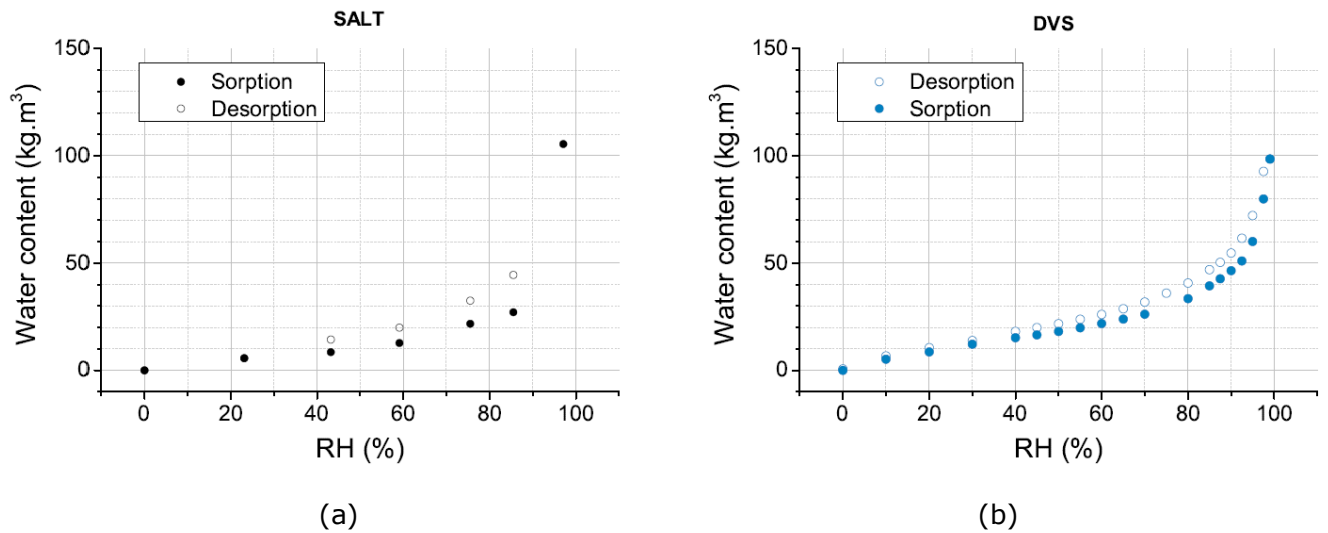 SALT
150
100
50
0
Water content (kg.m³)
Sorption
Desorption
0 20 40 60 80 100
RH (%)
(a)
DVS
150
100
50
0
Water content (kg.m³)
Desorption
Sorption
0 20 40 60 80 100
RH (%)
(b)